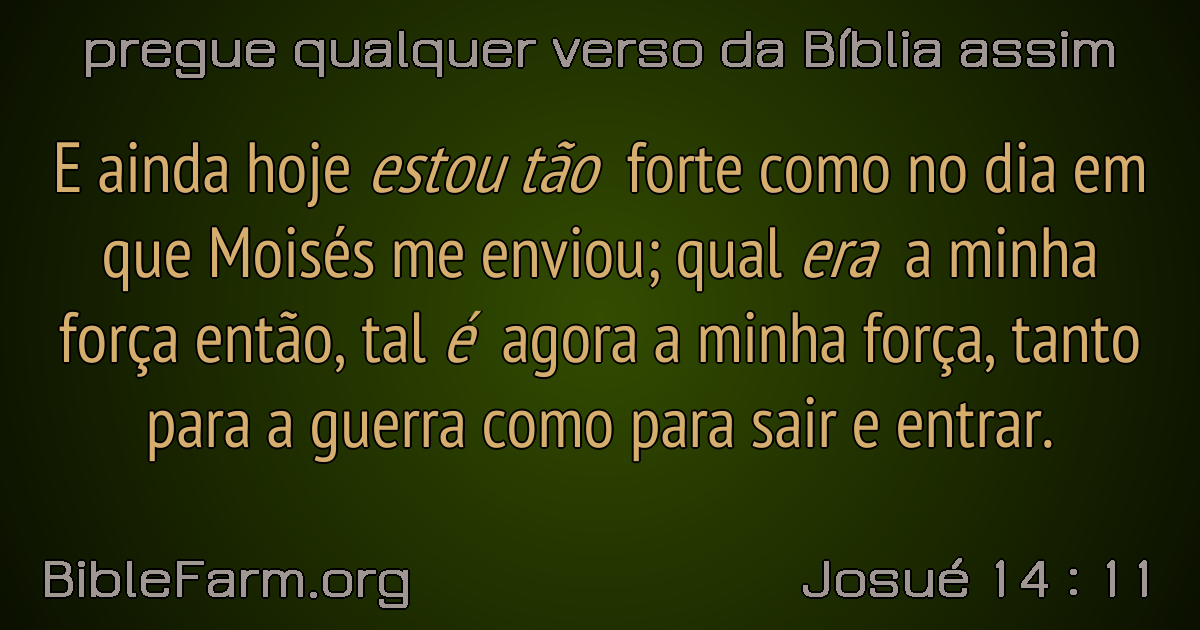 pregue qualquer verso da Bíblia assim
E ainda hoje estou tão forte como no dia em
que Moisés me enviou; qual era a minha
força então, tal é agora a minha força, tanto
para a guerra como para sair e entrar.
BibleFarm.org
Josué 14 : 11